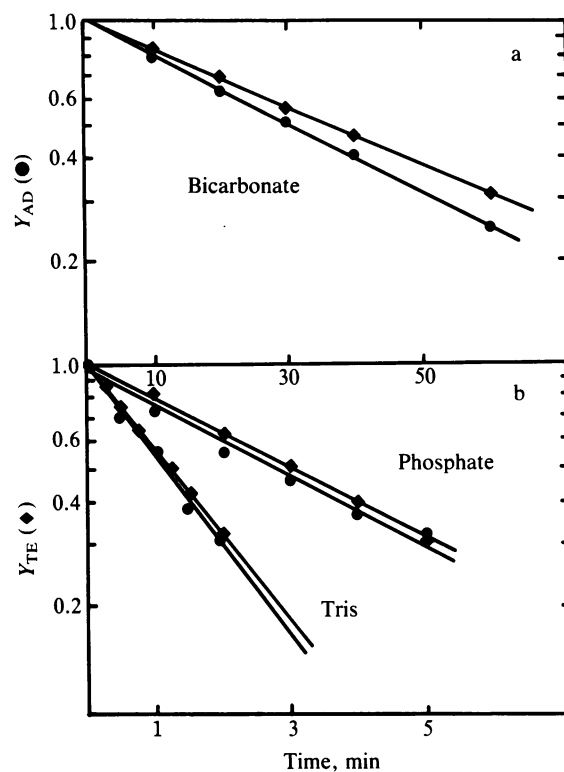 1.0
a
0.6
0.4
Bicarbonate
0.2
Y_AD (●)
1.0
10
30
50
b
0.6
Phosphate
0.4
0.2
Tris
Y_TE (◆)
1
3
5
Time, min